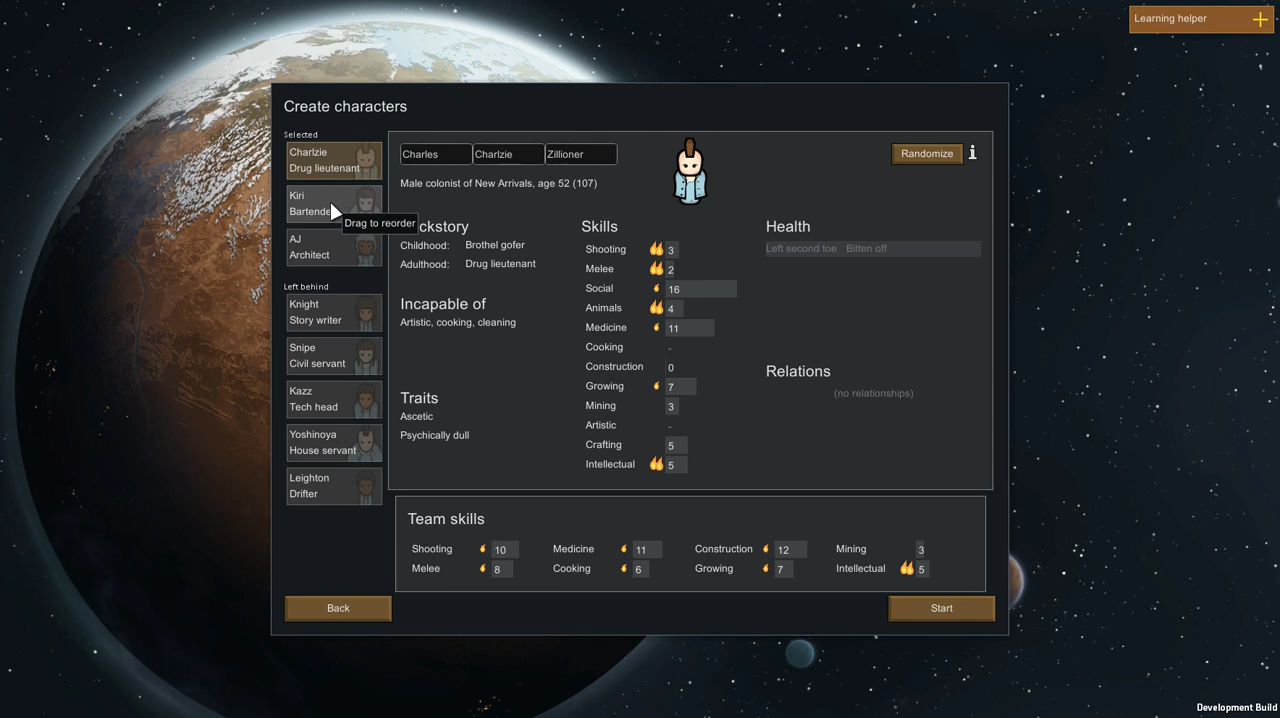 Learning helper
Create characters
Selected
Charlzie
Drug lieutenant
Kiri
Bartende
Drag to reorder
AJ
Architect
Left behind
Knight
Story writer
Snipe
Civil servant
Kazz
Tech head
Yoshinoya
House servant
Leighton
Drifter
Charles Charlzie Zillioner
Randomize
Male colonist of New Arrivals, age 52 (107)
ckstory
Childhood: Brothel gofer
Adulthood: Drug lieutenant
Incapable of
Artistic, cooking, cleaning
Traits
Ascetic
Psychically dull
Skills
Shooting 3
Melee 2
Social 16
Animals 4
Medicine 11
Cooking -
Construction 0
Growing 7
Mining 3
Artistic -
Crafting 5
Intellectual 5
Health
Left second toe Bitten off
Relations
(no relationships)
Team skills
Shooting 10 Medicine 11 Construction 12 Mining 3
Melee 8 Cooking 6 Growing 7 Intellectual 5
Back
Start
Development Build